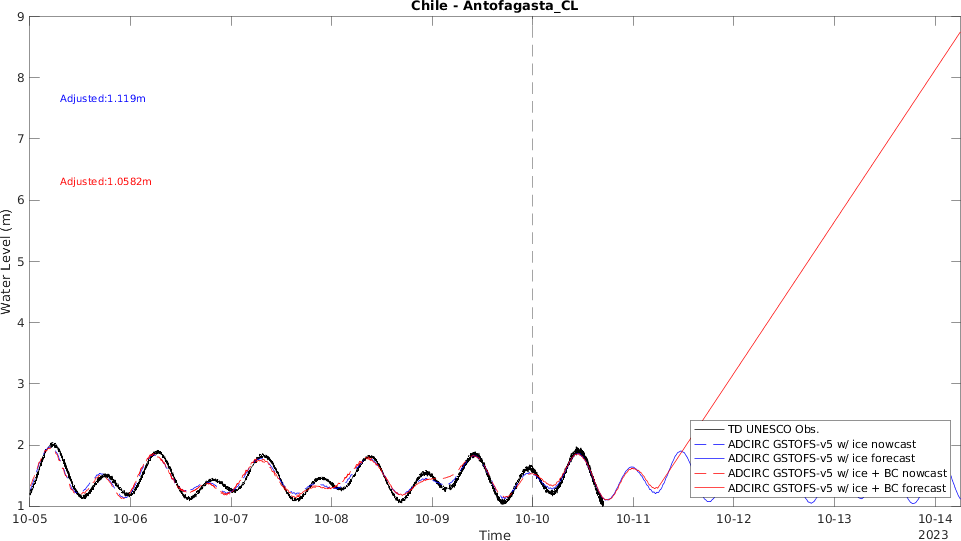 Chile - Antofagasta_CL
9
8
7
6
5
4
3
2
1
Water Level (m)
Adjusted:1.119m
Adjusted:1.0582m
TD UNESCO Obs.
ADCIRC GSTOFS-v5 w/ ice nowcast
ADCIRC GSTOFS-v5 w/ ice forecast
ADCIRC GSTOFS-v5 w/ ice + BC nowcast
ADCIRC GSTOFS-v5 w/ ice + BC forecast
10-05 10-06 10-07 10-08 10-09 10-10 10-11 10-12 10-13 10-14
Time
2023